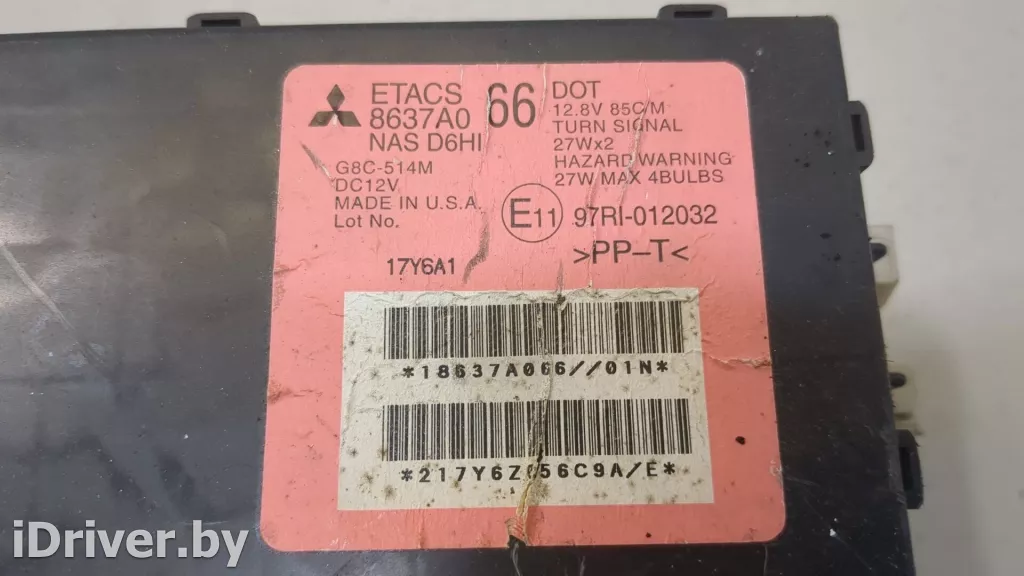 ETACS
8637A0 66
NAS D6HI
G8C-514M
DC12V
MADE IN U.S.A.
Lot No.
17Y6A1
DOT
12.8V 85C/M
TURN SIGNAL
27Wx2
HAZARD WARNING
27W MAX 4BULBS
E11 97RI-012032
>PP-T<
*18637A066//01N*
iDriver.by